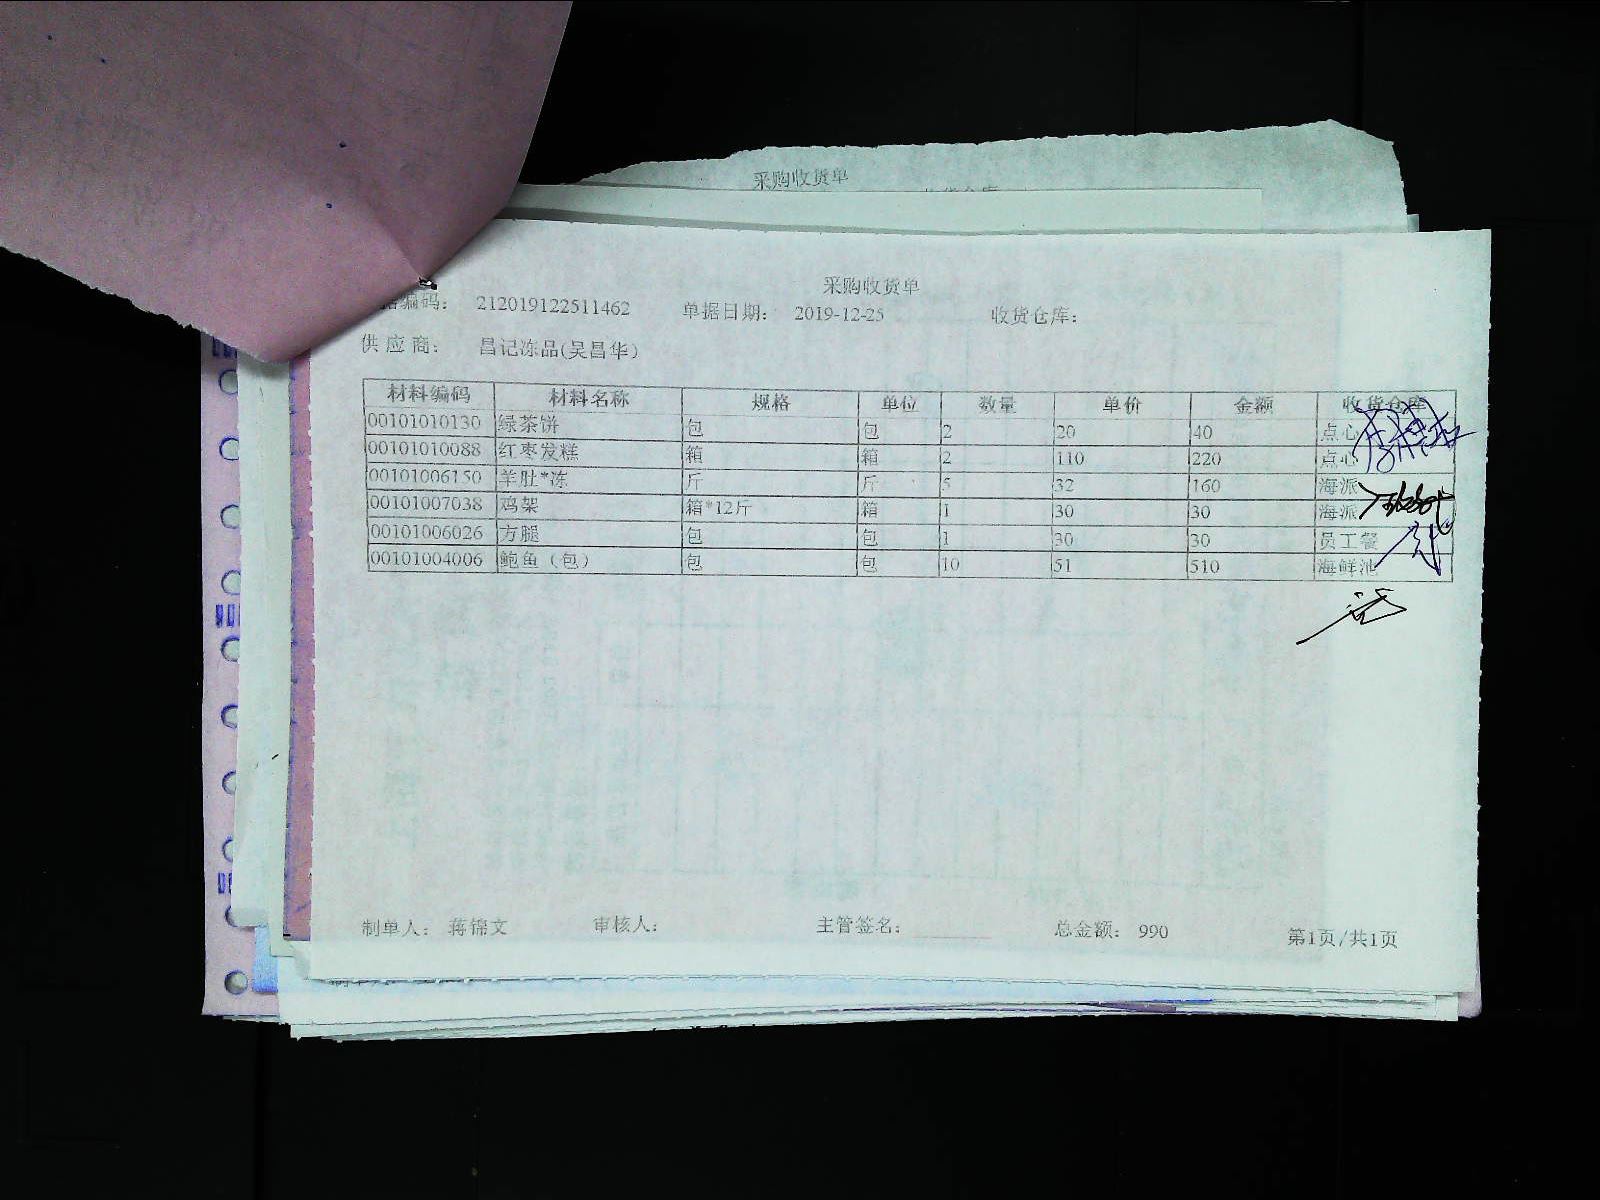 采购收货单
采购收货单
编码： 212019122511462 单据日期： 2019-12-25 收货仓库：
供应商： 昌记冻品(吴昌华)
材料编码 材料名称 规格 单位 数量 单价 金额 收货仓库
00101010130 绿茶饼 包 包 2 20 40 点心
00101010088 红枣发糕 箱 箱 2 110 220 点心
00101006150 羊肚*冻 斤 斤 5 32 160 海派
00101007038 鸡架 箱*12斤 箱 1 30 30 海派
00101006026 方腿 包 包 1 30 30 员工餐
00101004006 鲍鱼（包） 包 包 10 51 510 海鲜池
制单人： 蒋锦文 审核人： 主管签名： 总金额： 990 第1页/共1页